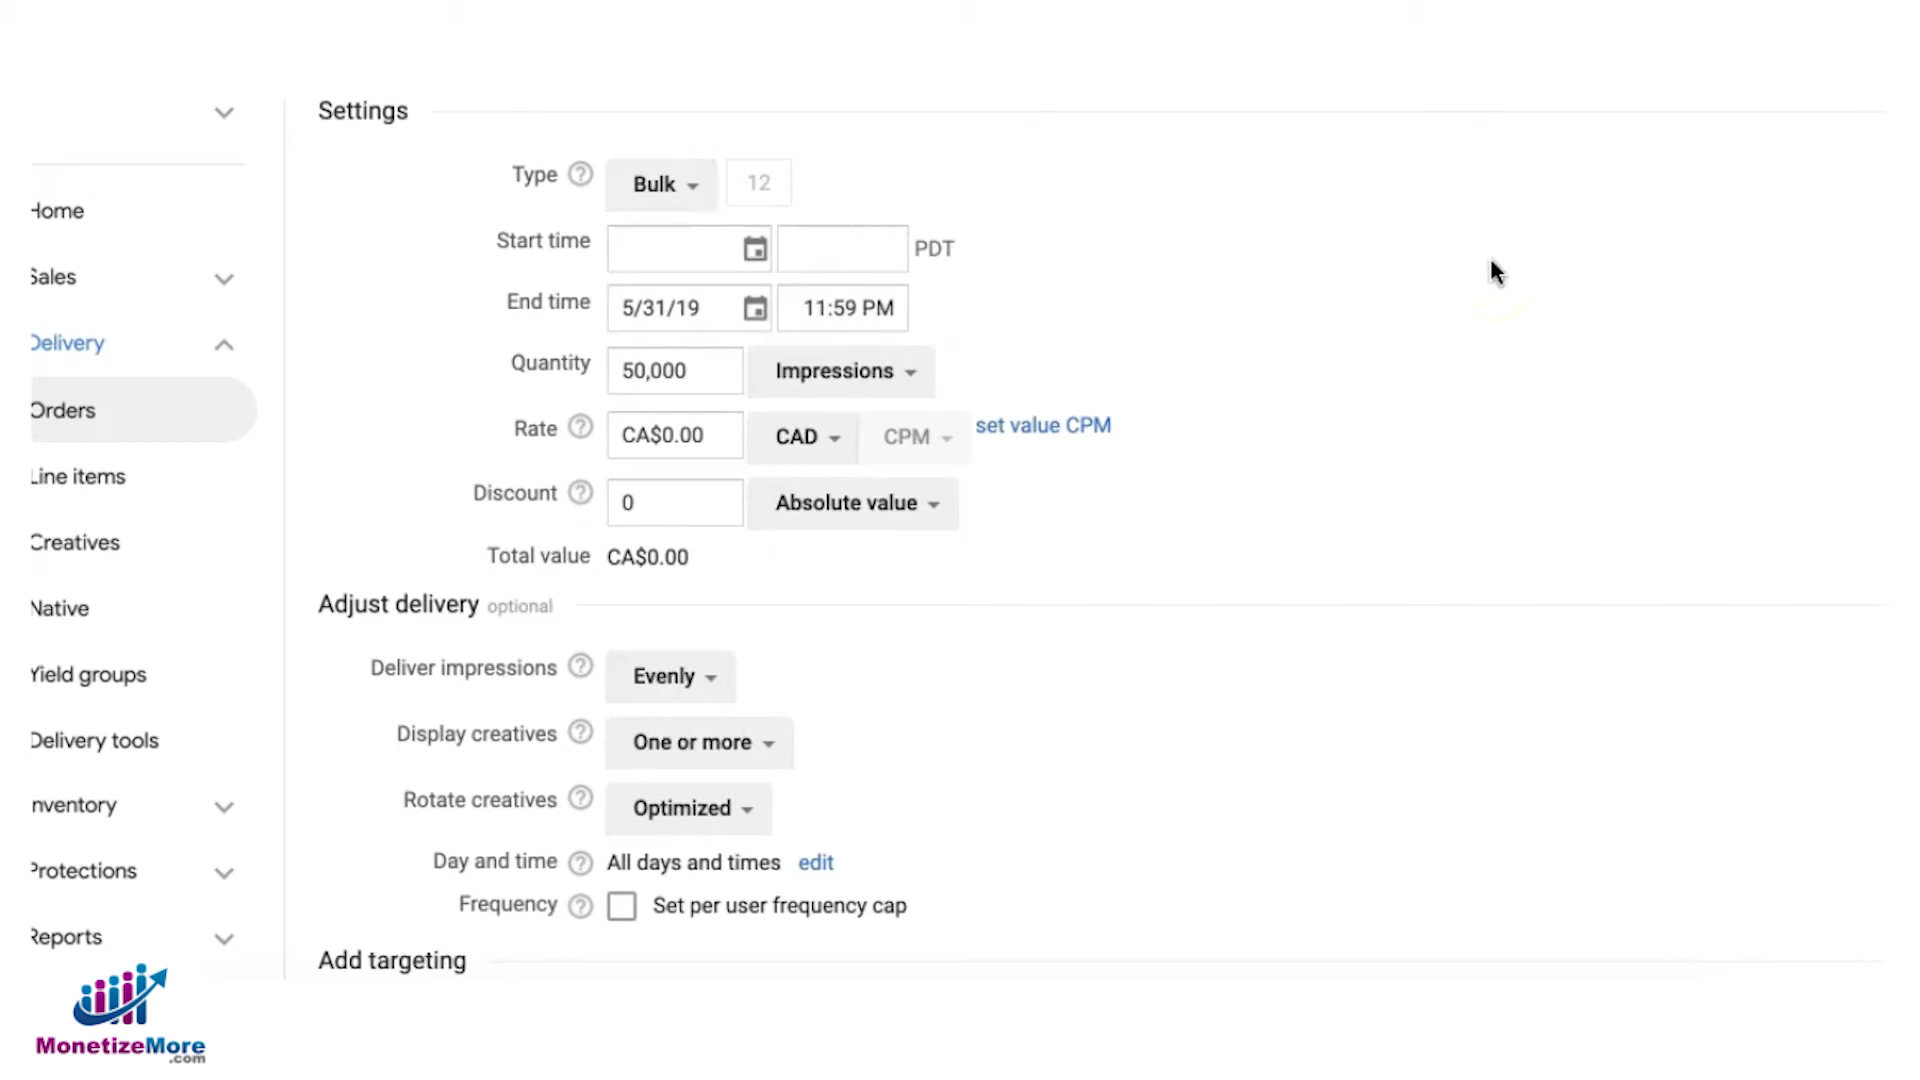 Settings
Type ? Bulk 12
Start time PDT
End time 5/31/19 11:59 PM
Quantity 50,000 Impressions
Rate ? CA$0.00 CAD CPM set value CPM
Discount ? 0 Absolute value
Total value CA$0.00
Adjust delivery optional
Deliver impressions ? Evenly
Display creatives ? One or more
Rotate creatives ? Optimized
Day and time ? All days and times edit
Frequency ? Set per user frequency cap
Add targeting
Home
Sales
Delivery
Orders
Line items
Creatives
Native
Yield groups
Delivery tools
nventory
Protections
Reports
MonetizeMore
.com